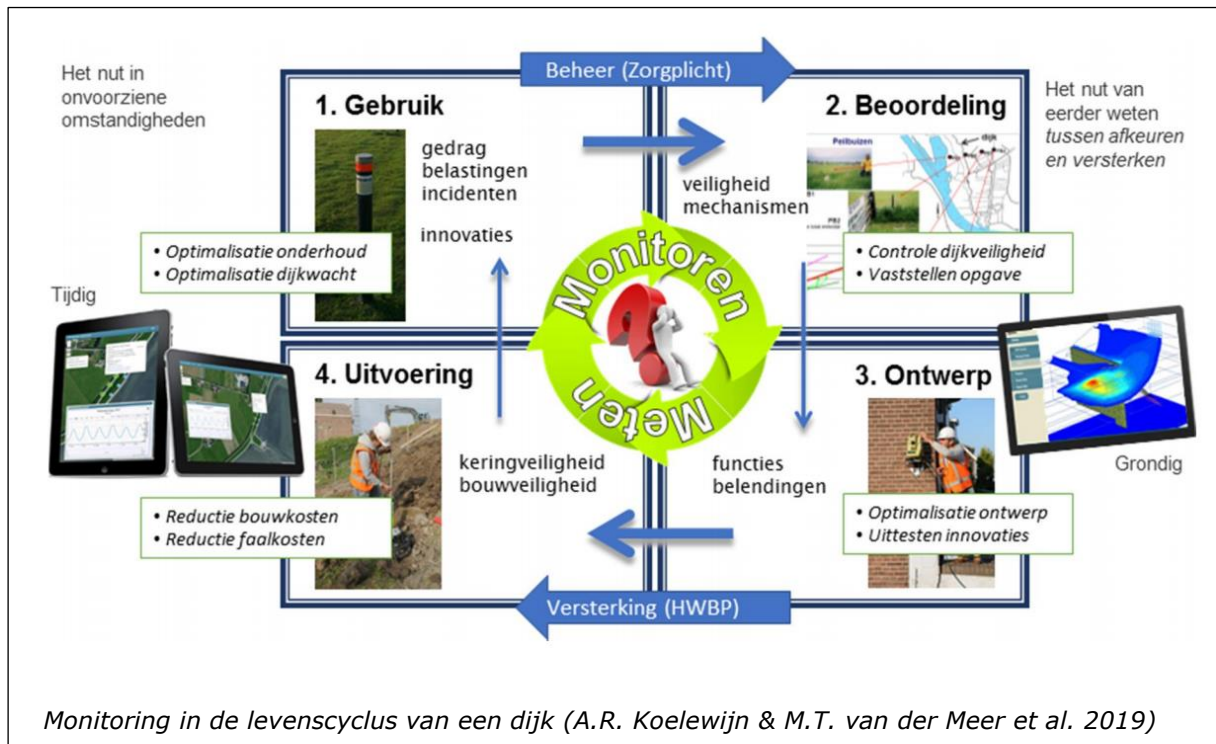 Beheer (Zorgplicht)
Het nut in
onvoorziene
omstandigheden
1. Gebruik
gedrag
belastingen
incidenten
innovaties
• Optimalisatie onderhoud
• Optimalisatie dijkwacht
2. Beoordeling
Peilbuizen
dijk
PB2
veiligheid
mechanismen
• Controle dijkveiligheid
• Vaststellen opgave
Het nut van
eerder weten
tussen afkeuren
en versterken
Monitoren
Meten
Tijdig
4. Uitvoering
keringveiligheid
bouwveiligheid
• Reductie bouwkosten
• Reductie faalkosten
3. Ontwerp
functies
belendingen
• Optimalisatie ontwerp
• Uittesten innovaties
Grondig
Versterking (HWBP)
Monitoring in de levenscyclus van een dijk (A.R. Koelewijn & M.T. van der Meer et al. 2019)